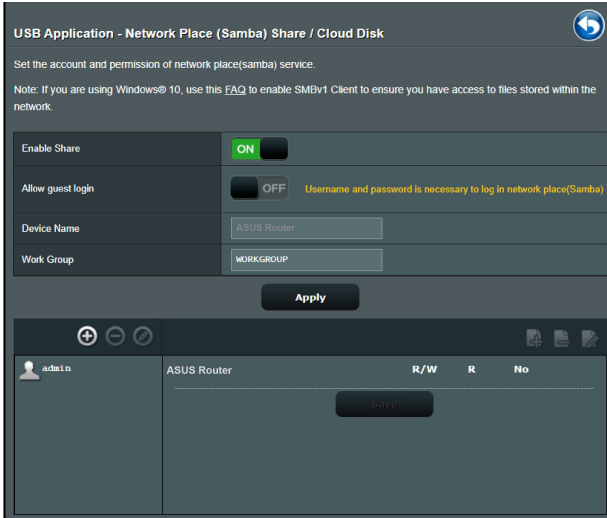 USB Application - Network Place (Samba) Share / Cloud Disk
Set the account and permission of network place(samba) service.
Note: If you are using Windows® 10, use this FAQ to enable SMBv1 Client to ensure you have access to files stored within the
network.
Enable Share ON
Allow guest login OFF Username and password is necessary to log in network place(Samba)
Device Name ASUS Router
Work Group WORKGROUP
Apply
admin ASUS Router R/W R No
Save